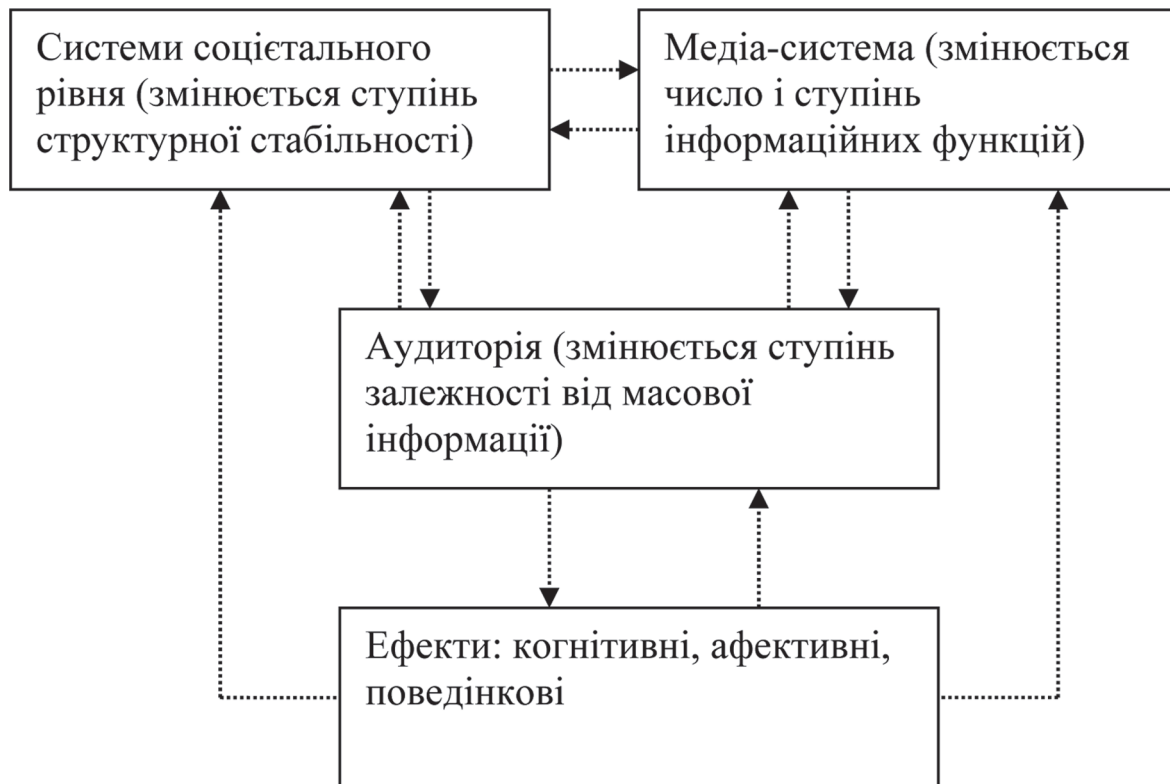 Системи соцієтального
рівня (змінюється ступінь
структурної стабільності)
Медіа-система (змінюється
число і ступінь
інформаційних функцій)
Аудиторія (змінюється ступінь
залежності від масової
інформації)
Ефекти: когнітивні, афективні,
поведінкові